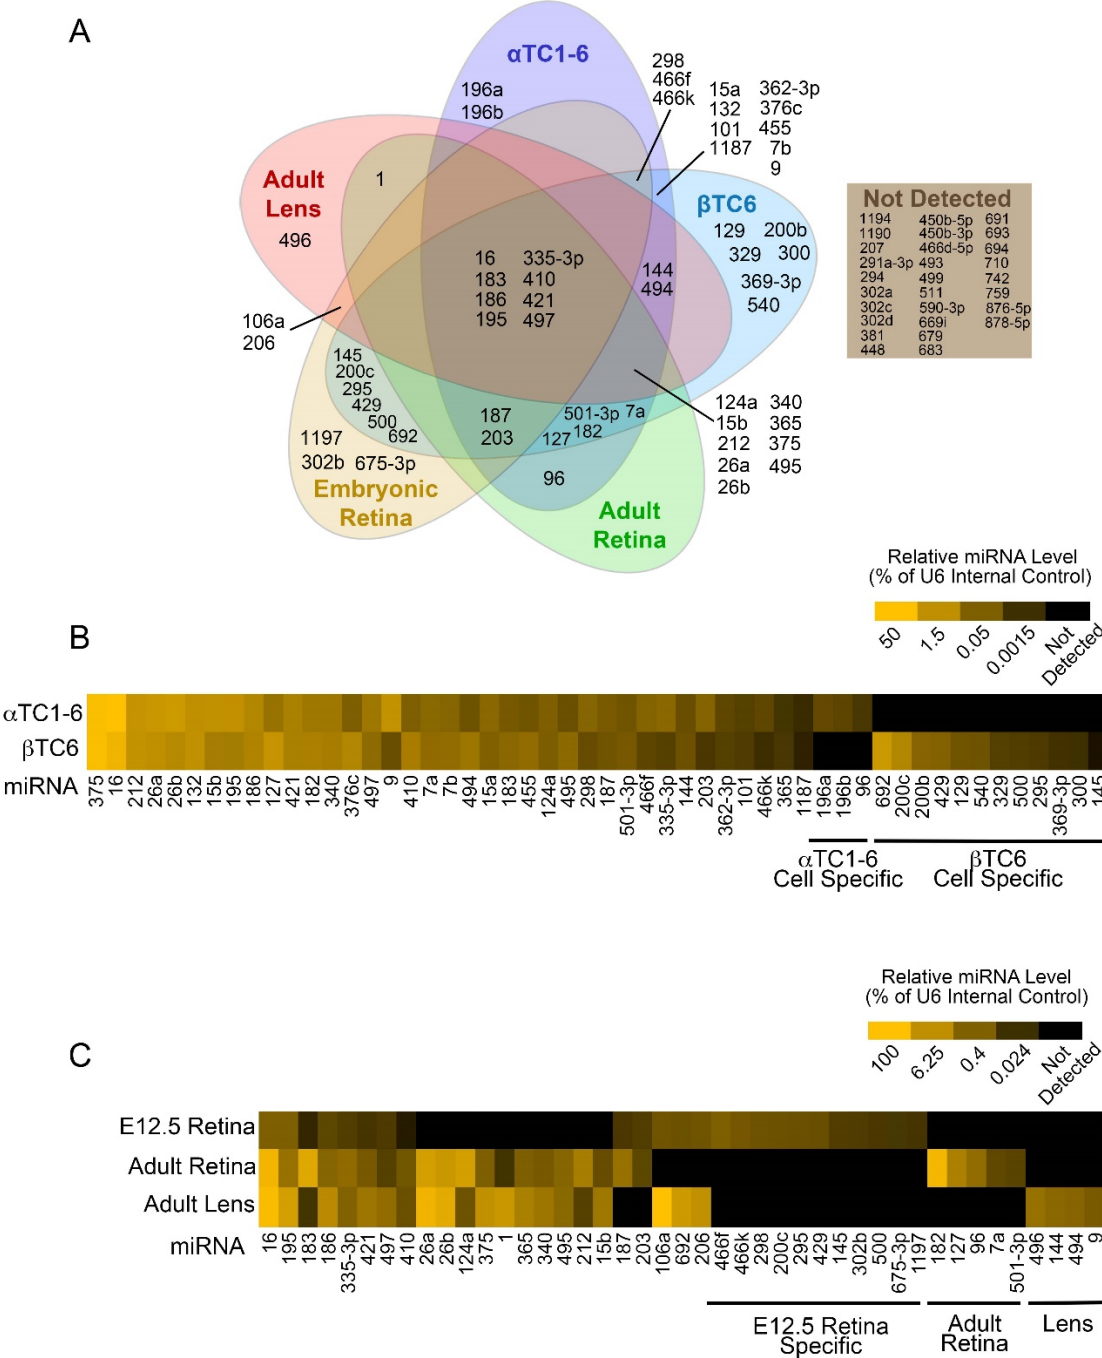 A
αTC1-6
196a
196b
298
466f
466k
15a 362-3p
132 376c
101 455
1187 7b
9
Adult
Lens
1
496
βTC6
129 200b
329 300
369-3p
540
Not Detected
1194 450b-5p 691
1190 450b-3p 693
207 466d-5p 694
291a-3p 493 710
294 499 742
302a 511 759
302c 590-3p 876-5p
302d 669i 878-5p
381 679
448 683
16 335-3p
183 410
186 421
195 497
144
494
106a
206
145
200c
295
429
500
692
187
203
501-3p 7a
127 182
96
124a 340
15b 365
212 375
26a 495
26b
1197
302b 675-3p
Embryonic
Retina
Adult
Retina
Relative miRNA Level
(% of U6 Internal Control)
50 1.5 0.05 0.0015 Not Detected
B
αTC1-6
βTC6
miRNA 375 16 212 26a 26b 132 15b 195 186 127 421 182 340 376c 497 9 410 7a 7b 494 15a 183 455 124a 495 298 187 501-3p 466f 335-3p 144 203 362-3p 101 466k 365 1187 196a 196b 96 692 200c 200b 429 129 540 329 500 295 369-3p 300 145
αTC1-6
Cell Specific
βTC6
Cell Specific
Relative miRNA Level
(% of U6 Internal Control)
100 6.25 0.4 0.024 Not Detected
C
E12.5 Retina
Adult Retina
Adult Lens
miRNA 16 195 183 186 335-3p 421 497 410 26a 26b 124a 375 1 365 340 495 212 15b 187 203 106a 692 206 466f 466k 298 200c 295 429 145 302b 500 675-3p 1197 182 127 96 7a 501-3p 496 144 494 9
E12.5 Retina
Specific
Adult
Retina
Lens